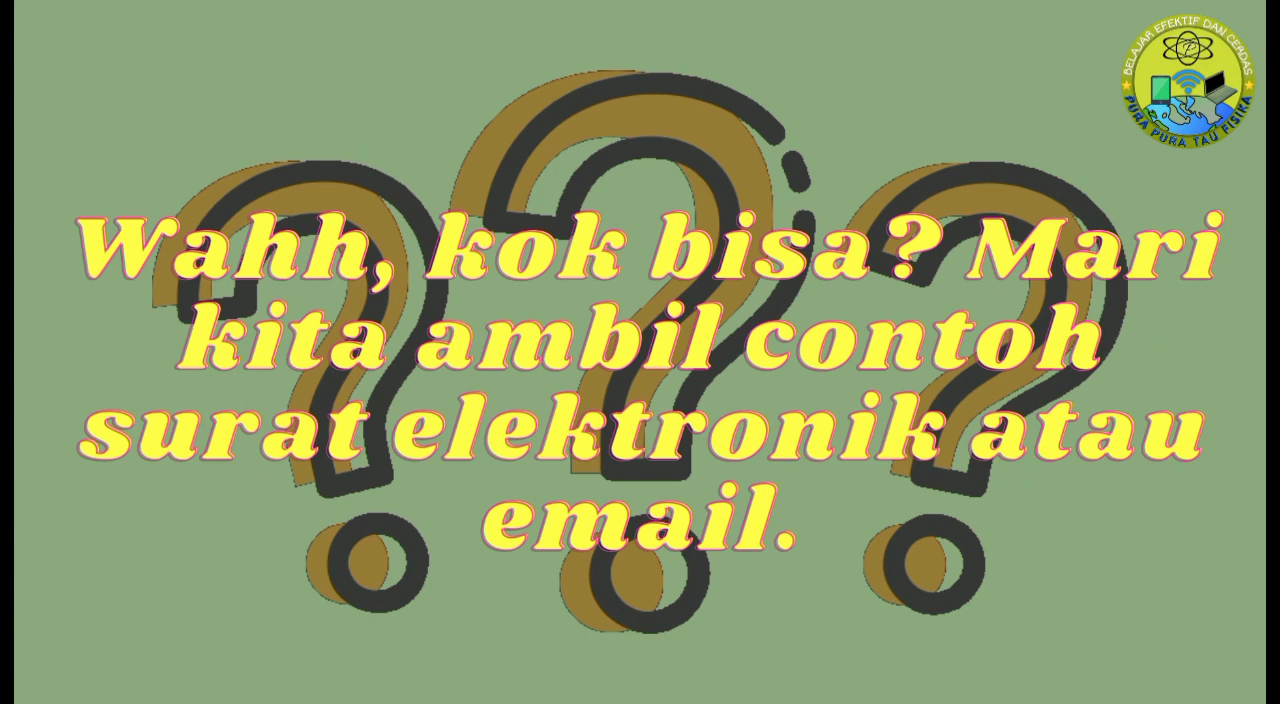 BELAJAR EFEKTIF DAN CERDAS
PURA PURA TAU FISIKA
Wahh, kok bisa? Mari
kita ambil contoh
surat elektronik atau
email.